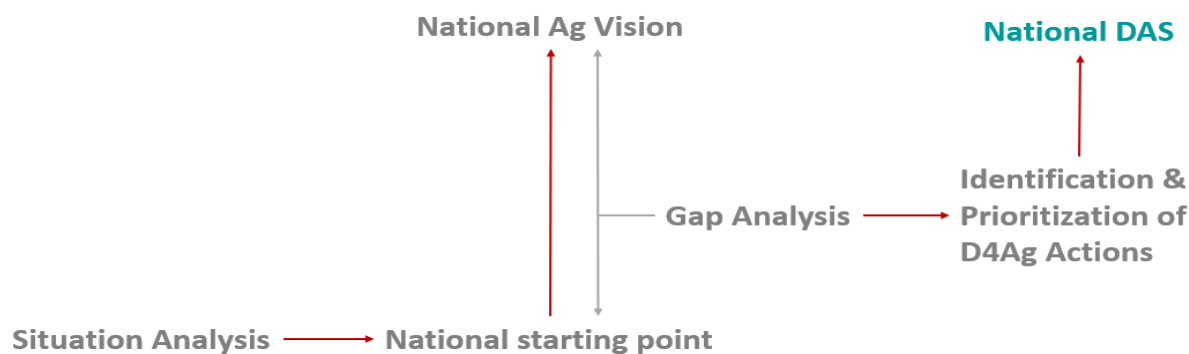 National Ag Vision
National DAS
Identification &
Prioritization of
D4Ag Actions
Gap Analysis
Situation Analysis
National starting point